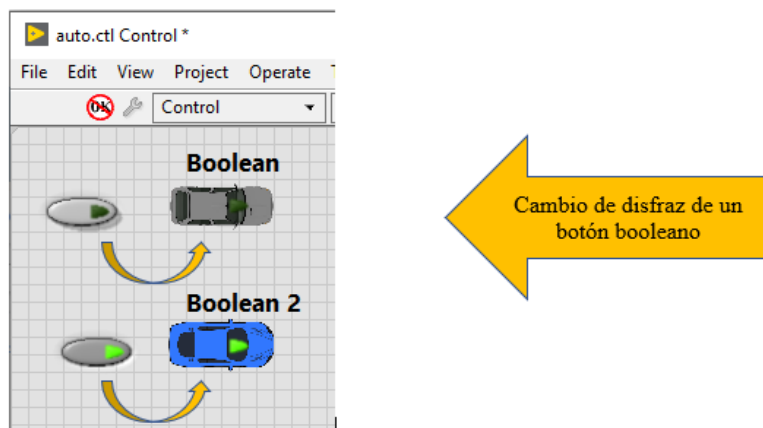 auto.ctl Control *
File Edit View Project Operate
OK Control
Boolean
Boolean 2
Cambio de disfraz de un
botón booleano